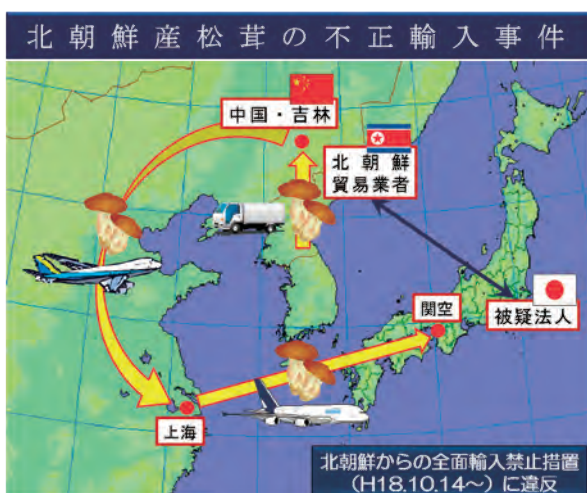 北朝鮮産松茸の不正輸入事件
中国・吉林
北朝鮮
貿易業者
関空
被疑法人
上海
北朝鮮からの全面輸入禁止措置
(H18.10.14～)に違反